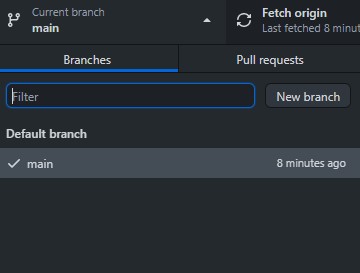 Current branch
main
Fetch origin
Last fetched 8 minut
Branches
Pull requests
Filter
New branch
Default branch
main
8 minutes ago